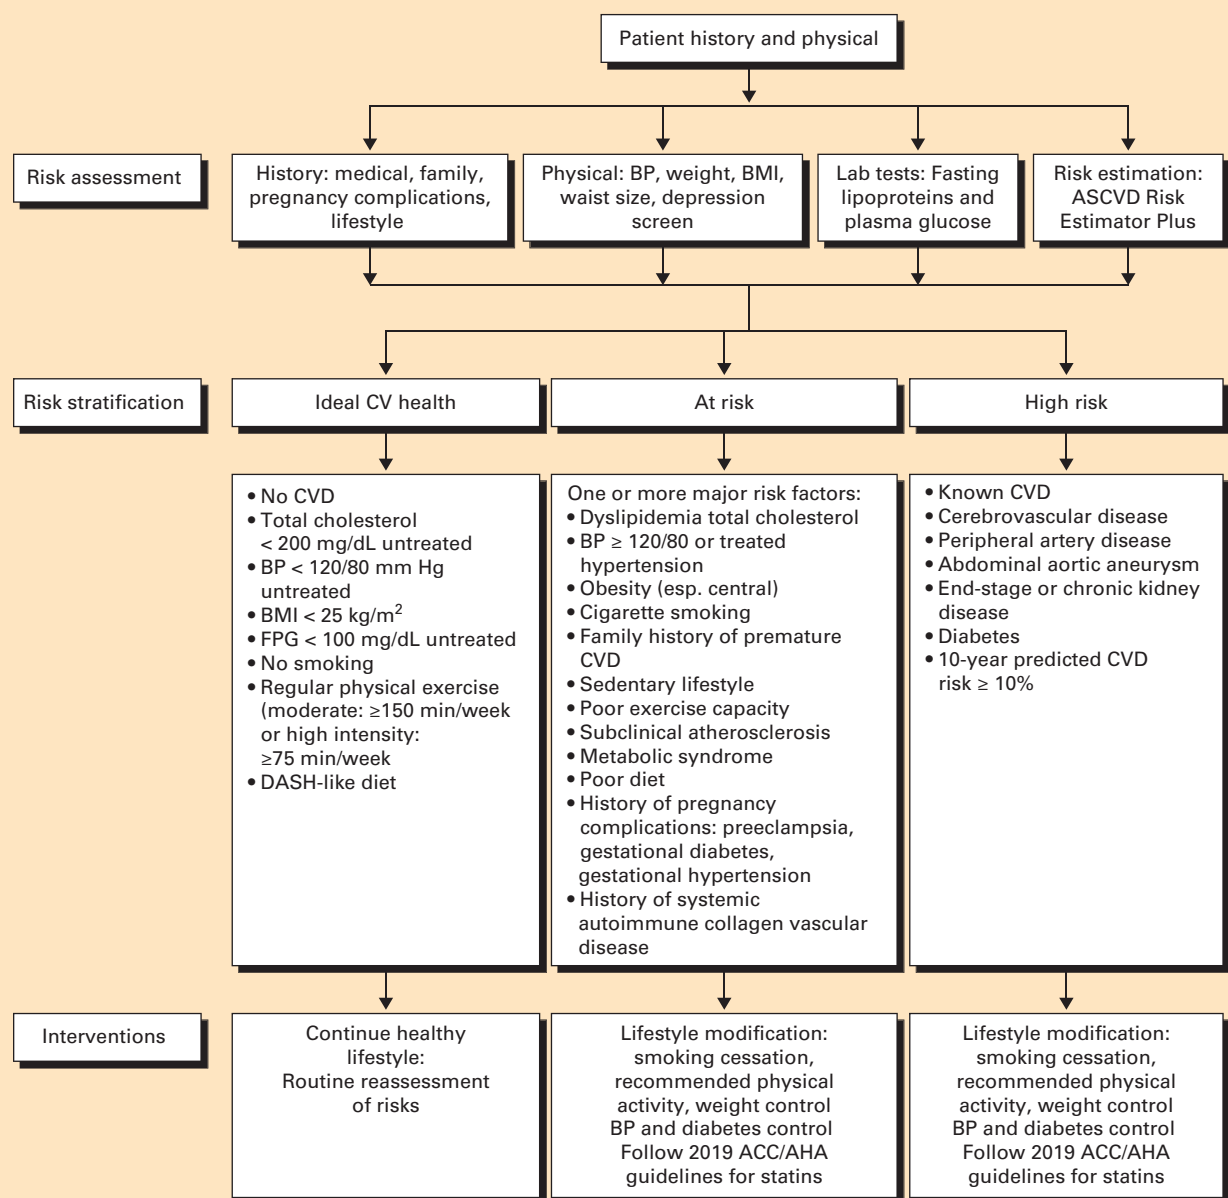 Patient history and physical
Risk assessment
History: medical, family,
pregnancy complications,
lifestyle
Physical: BP, weight, BMI,
waist size, depression
screen
Lab tests: Fasting
lipoproteins and
plasma glucose
Risk estimation:
ASCVD Risk
Estimator Plus
Risk stratification
Ideal CV health
At risk
High risk
• No CVD
• Total cholesterol
< 200 mg/dL untreated
• BP < 120/80 mm Hg
untreated
• BMI < 25 kg/m²
• FPG < 100 mg/dL untreated
• No smoking
• Regular physical exercise
(moderate: ≥150 min/week
or high intensity:
≥75 min/week
• DASH-like diet
One or more major risk factors:
• Dyslipidemia total cholesterol
• BP ≥ 120/80 or treated
hypertension
• Obesity (esp. central)
• Cigarette smoking
• Family history of premature
CVD
• Sedentary lifestyle
• Poor exercise capacity
• Subclinical atherosclerosis
• Metabolic syndrome
• Poor diet
• History of pregnancy
complications: preeclampsia,
gestational diabetes,
gestational hypertension
• History of systemic
autoimmune collagen vascular
disease
• Known CVD
• Cerebrovascular disease
• Peripheral artery disease
• Abdominal aortic aneurysm
• End-stage or chronic kidney
disease
• Diabetes
• 10-year predicted CVD
risk ≥ 10%
Interventions
Continue healthy
lifestyle:
Routine reassessment
of risks
Lifestyle modification:
smoking cessation,
recommended physical
activity, weight control
BP and diabetes control
Follow 2019 ACC/AHA
guidelines for statins
Lifestyle modification:
smoking cessation,
recommended physical
activity, weight control
BP and diabetes control
Follow 2019 ACC/AHA
guidelines for statins